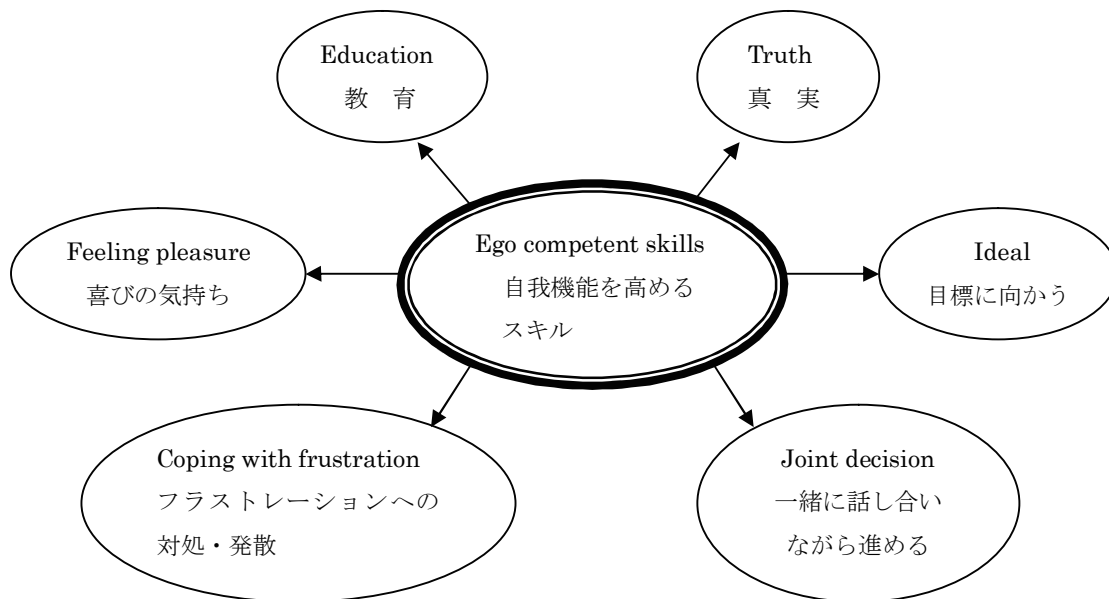 Education
教　育
Truth
真　実
Feeling pleasure
喜びの気持ち
Ego competent skills
自我機能を高める
スキル
Ideal
目標に向かう
Coping with frustration
フラストレーションへの
対処・発散
Joint decision
一緒に話し合い
ながら進める